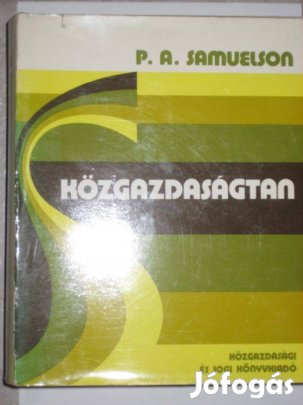 P. A. SAMUELSON
KÖZGAZDASÁGTAN
KÖZGAZDASÁGI
ÉS JOGI KÖNYVKIADÓ
Jófogás